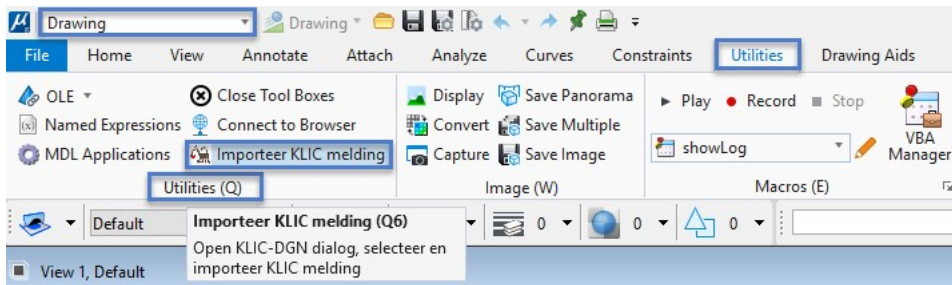 Drawing Drawing
File Home View Annotate Attach Analyze Curves Constraints Utilities Drawing Aids
OLE Close Tool Boxes Display Save Panorama Play Record Stop
Named Expressions Connect to Browser Convert Save Multiple showLog VBA
MDL Applications Importeer KLIC melding Capture Save Image Manager
Utilities (Q) Image (W) Macros (E)
Default 0 0 0
Importeer KLIC melding (Q6)
Open KLIC-DGN dialog, selecteer en
importeer KLIC melding
View 1, Default